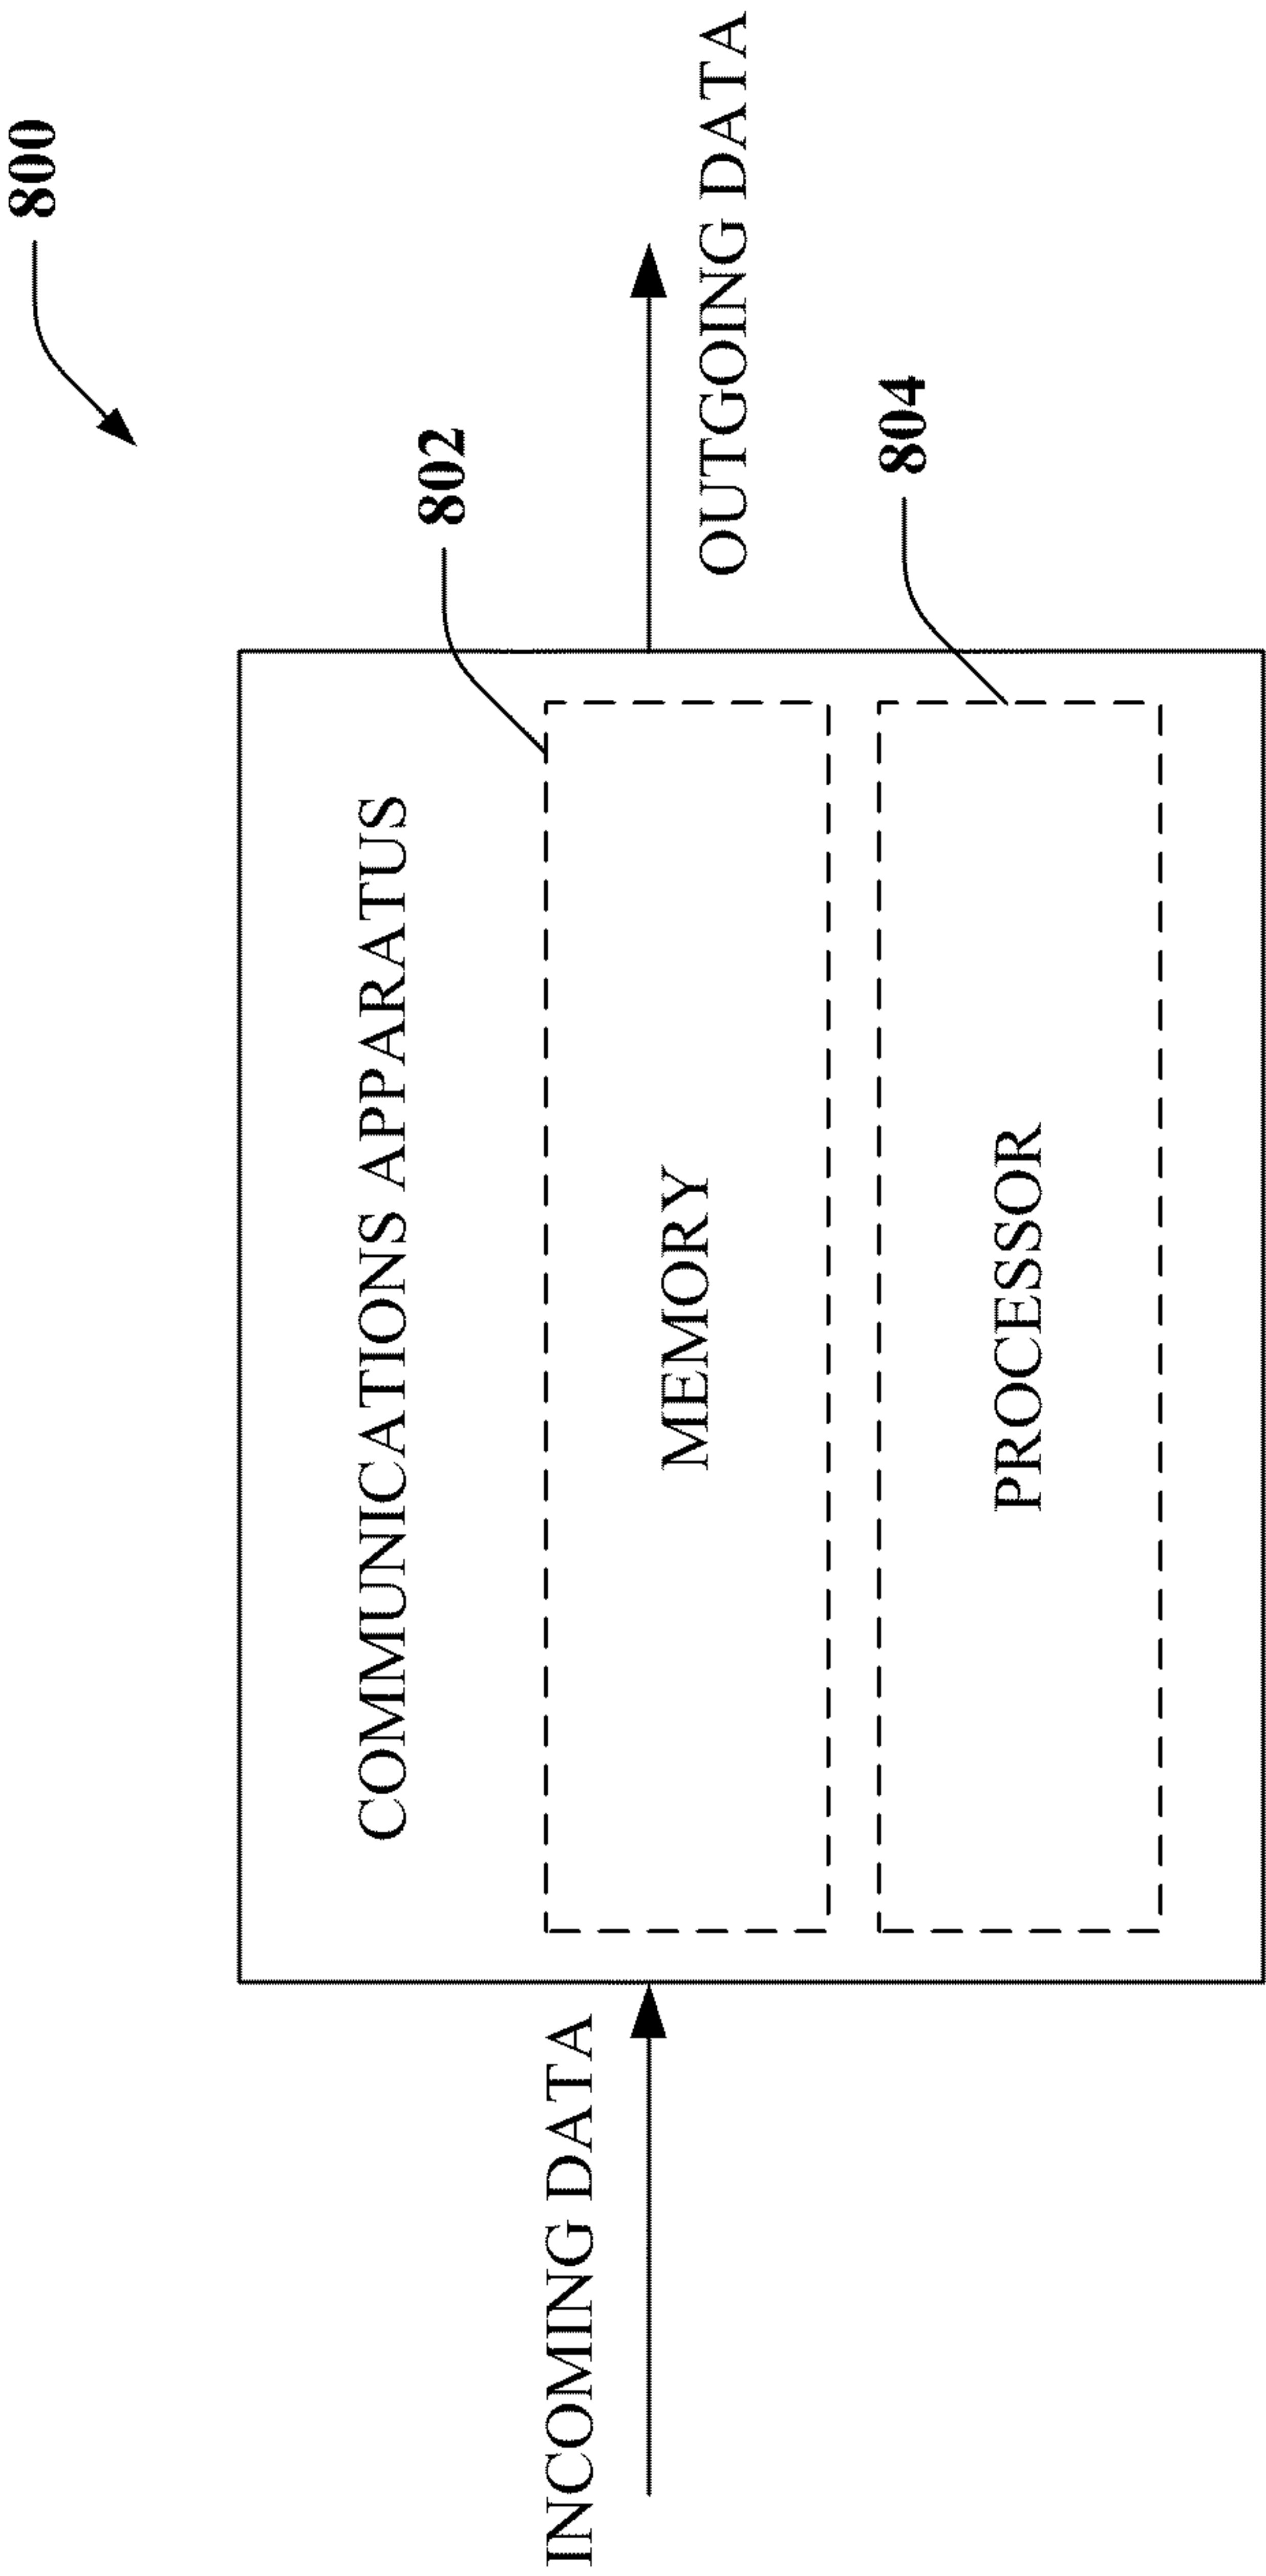 800
COMMUNICATIONS APPARATUS
802
INCOMING DATA
MEMORY
OUTGOING DATA
804
PROCESSOR